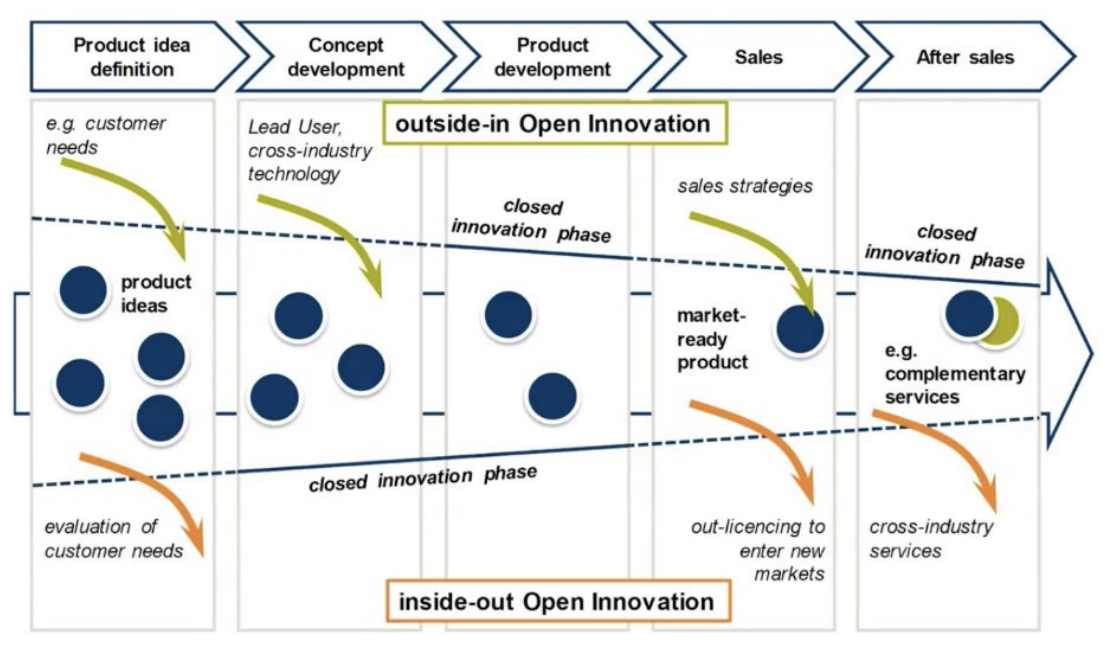 Product idea
definition
Concept
development
Product
development
Sales
After sales
outside-in Open Innovation
e.g. customer
needs
Lead User,
cross-industry
technology
closed
innovation phase
sales strategies
closed
innovation phase
product
ideas
market-
ready
product
e.g.
complementary
services
closed innovation phase
evaluation of
customer needs
out-licencing to
enter new
markets
cross-industry
services
inside-out Open Innovation